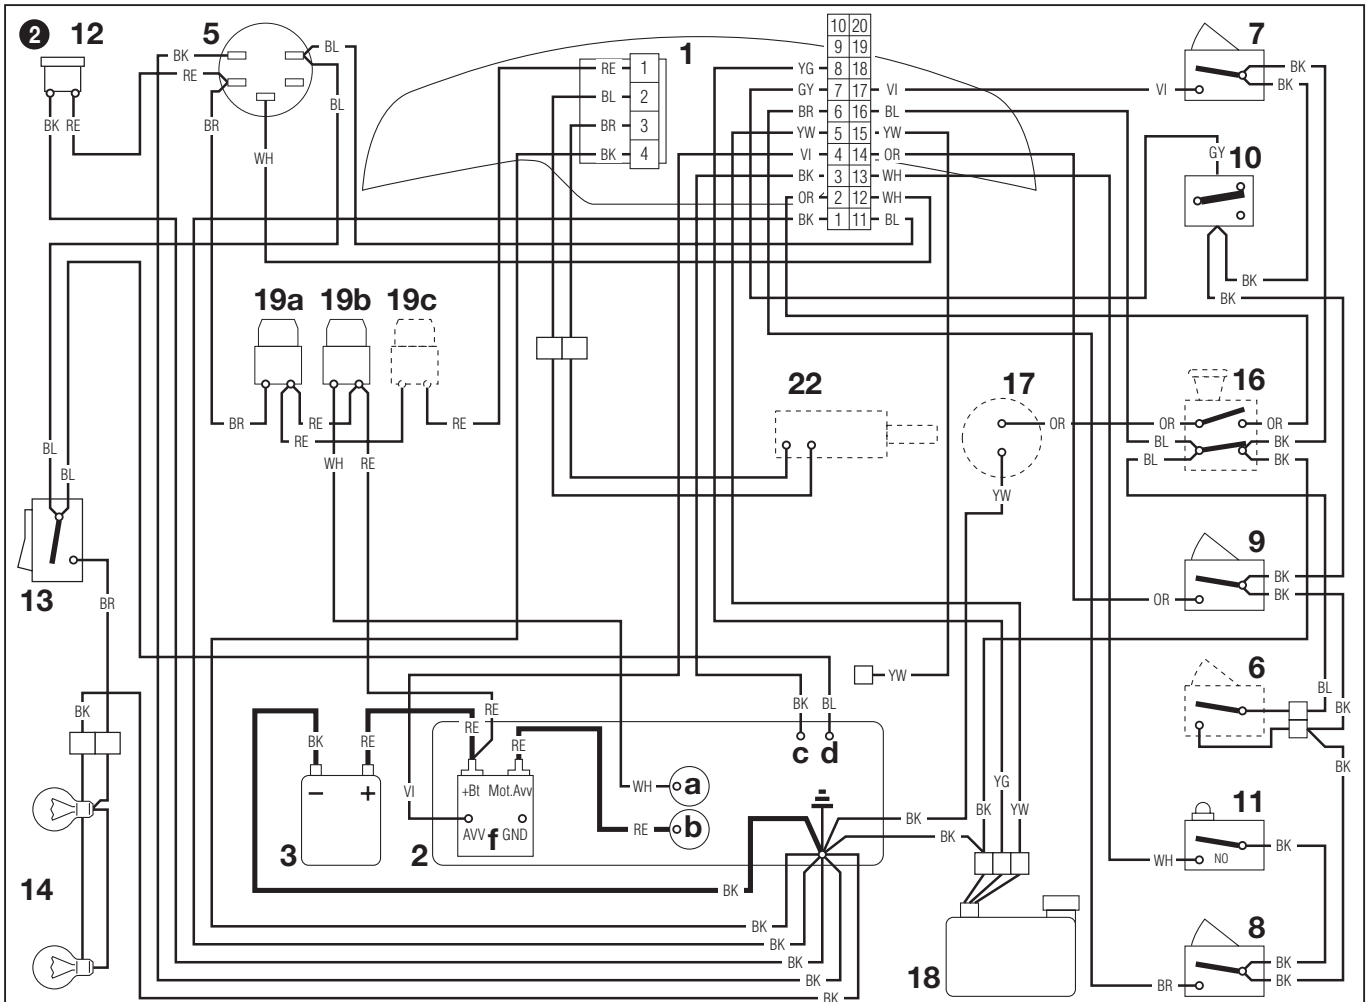 2 12 5 1 7
10 20
9 19
8 18
7 17
6 16
5 15
4 14
3 13
2 12
1 11
BK
RE
BL
BL
BK RE
BR
WH
RE 1
BL 2
BR 3
BK 4
YG
GY
BR
YW
VI
BK
OR
BK
VI
BL
YW
OR
WH
WH
BL
VI
BK
BK
GY 10
BK
BK
19a 19b 19c
22 17 16
BR RE RE
RE
WH RE
OR OR OR
BL BK
BL BK
YW
BL
BL
13
BR
9
BK
BK
OR
6
YW
BL
BK
BK
BK
BK RE
RE
RE
RE
BK BL
c d
− +
3
VI
+Bt Mot.Avv
AVV f GND
2
WH a
RE b
BK
BK
BK
YG
YW
BK
11
BK
WH NO
14
BK
BK
BK
BK
BK
BK
18
8
BK
BK
BR